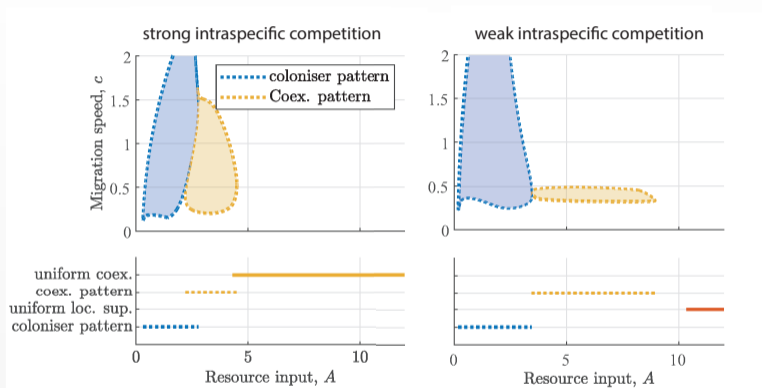 strong intraspecific competition
weak intraspecific competition
2
1.5
1
0.5
0
Migration speed, c
coloniser pattern
Coex. pattern
2
1.5
1
0.5
0
uniform coex.
coex. pattern
uniform loc. sup.
coloniser pattern
0
5
10
Resource input, A
0
5
10
Resource input, A